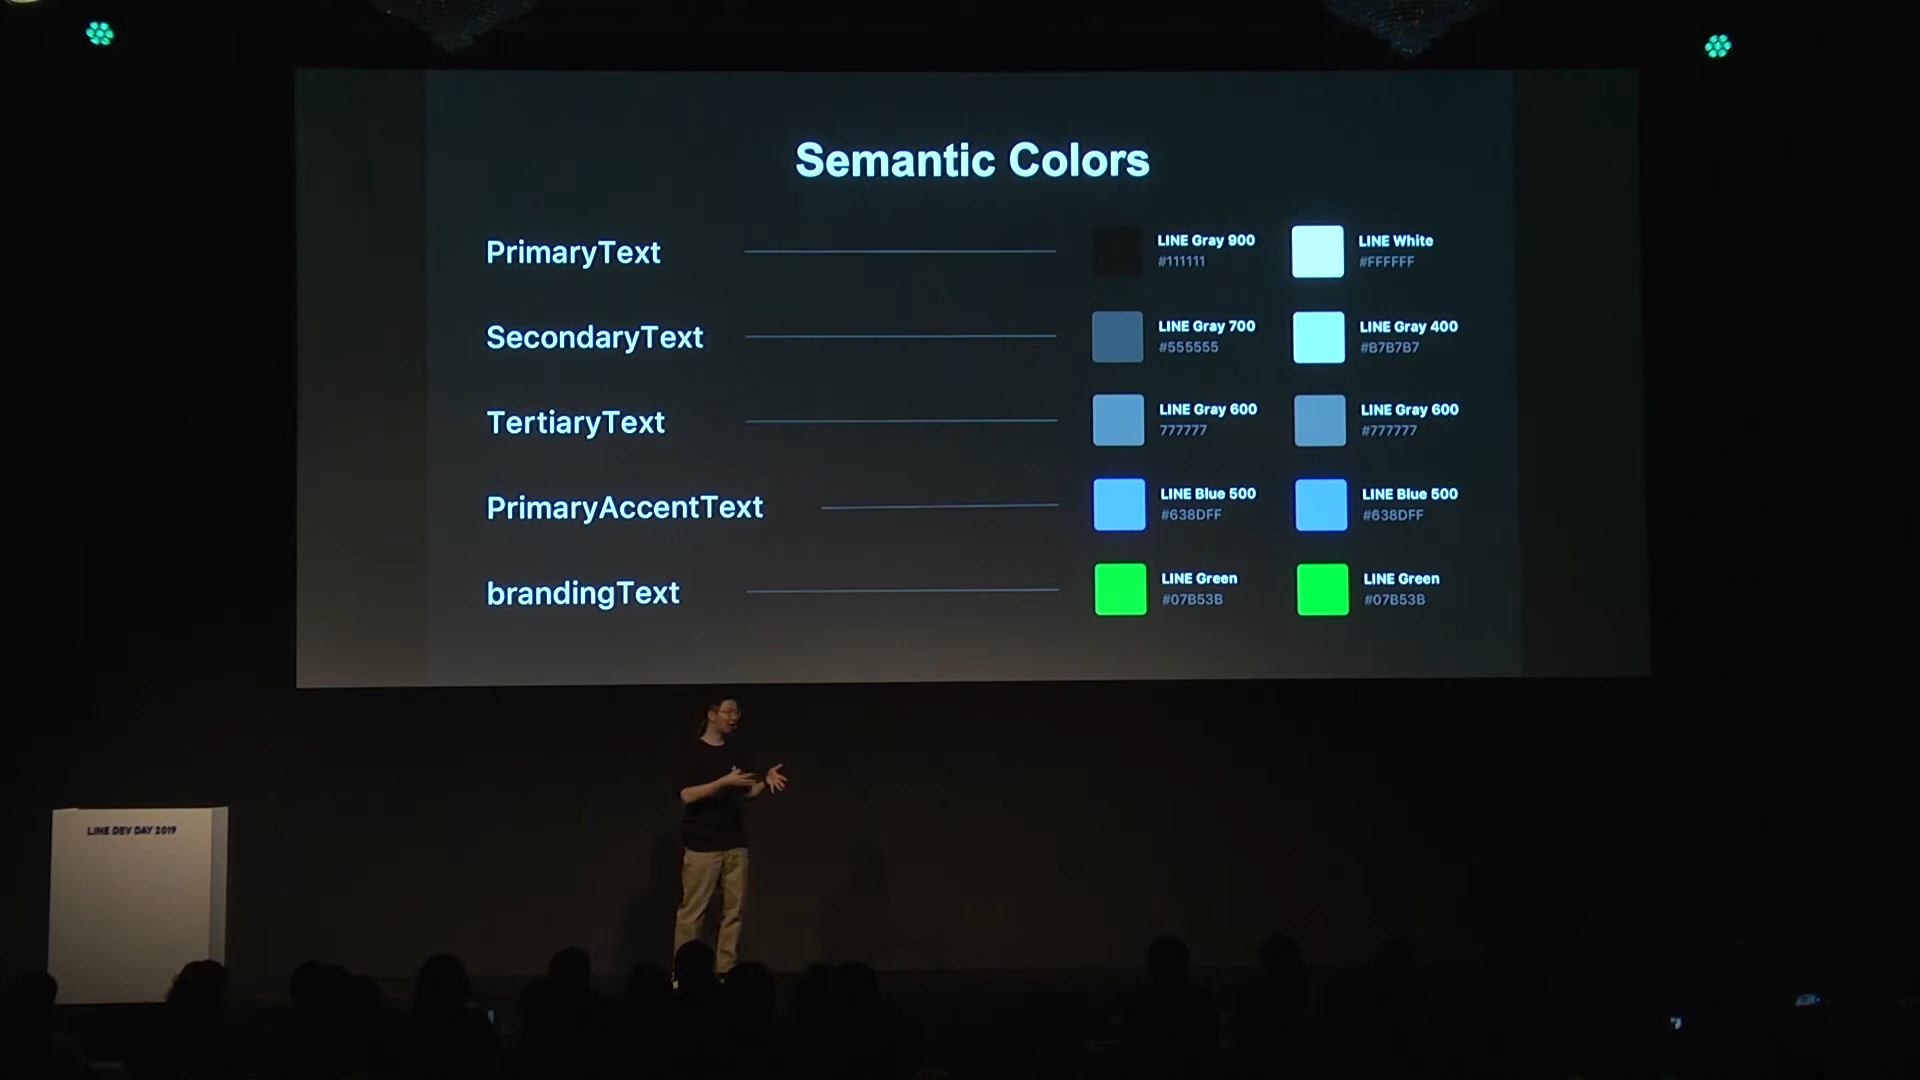 Semantic Colors
PrimaryText
LINE Gray 900
#111111
LINE White
#FFFFFF
SecondaryText
LINE Gray 700
#555555
LINE Gray 400
#B7B7B7
TertiaryText
LINE Gray 600
777777
LINE Gray 600
#777777
PrimaryAccentText
LINE Blue 500
#638DFF
LINE Blue 500
#638DFF
brandingText
LINE Green
#07B53B
LINE Green
#07B53B
LINE DEV DAY 2019